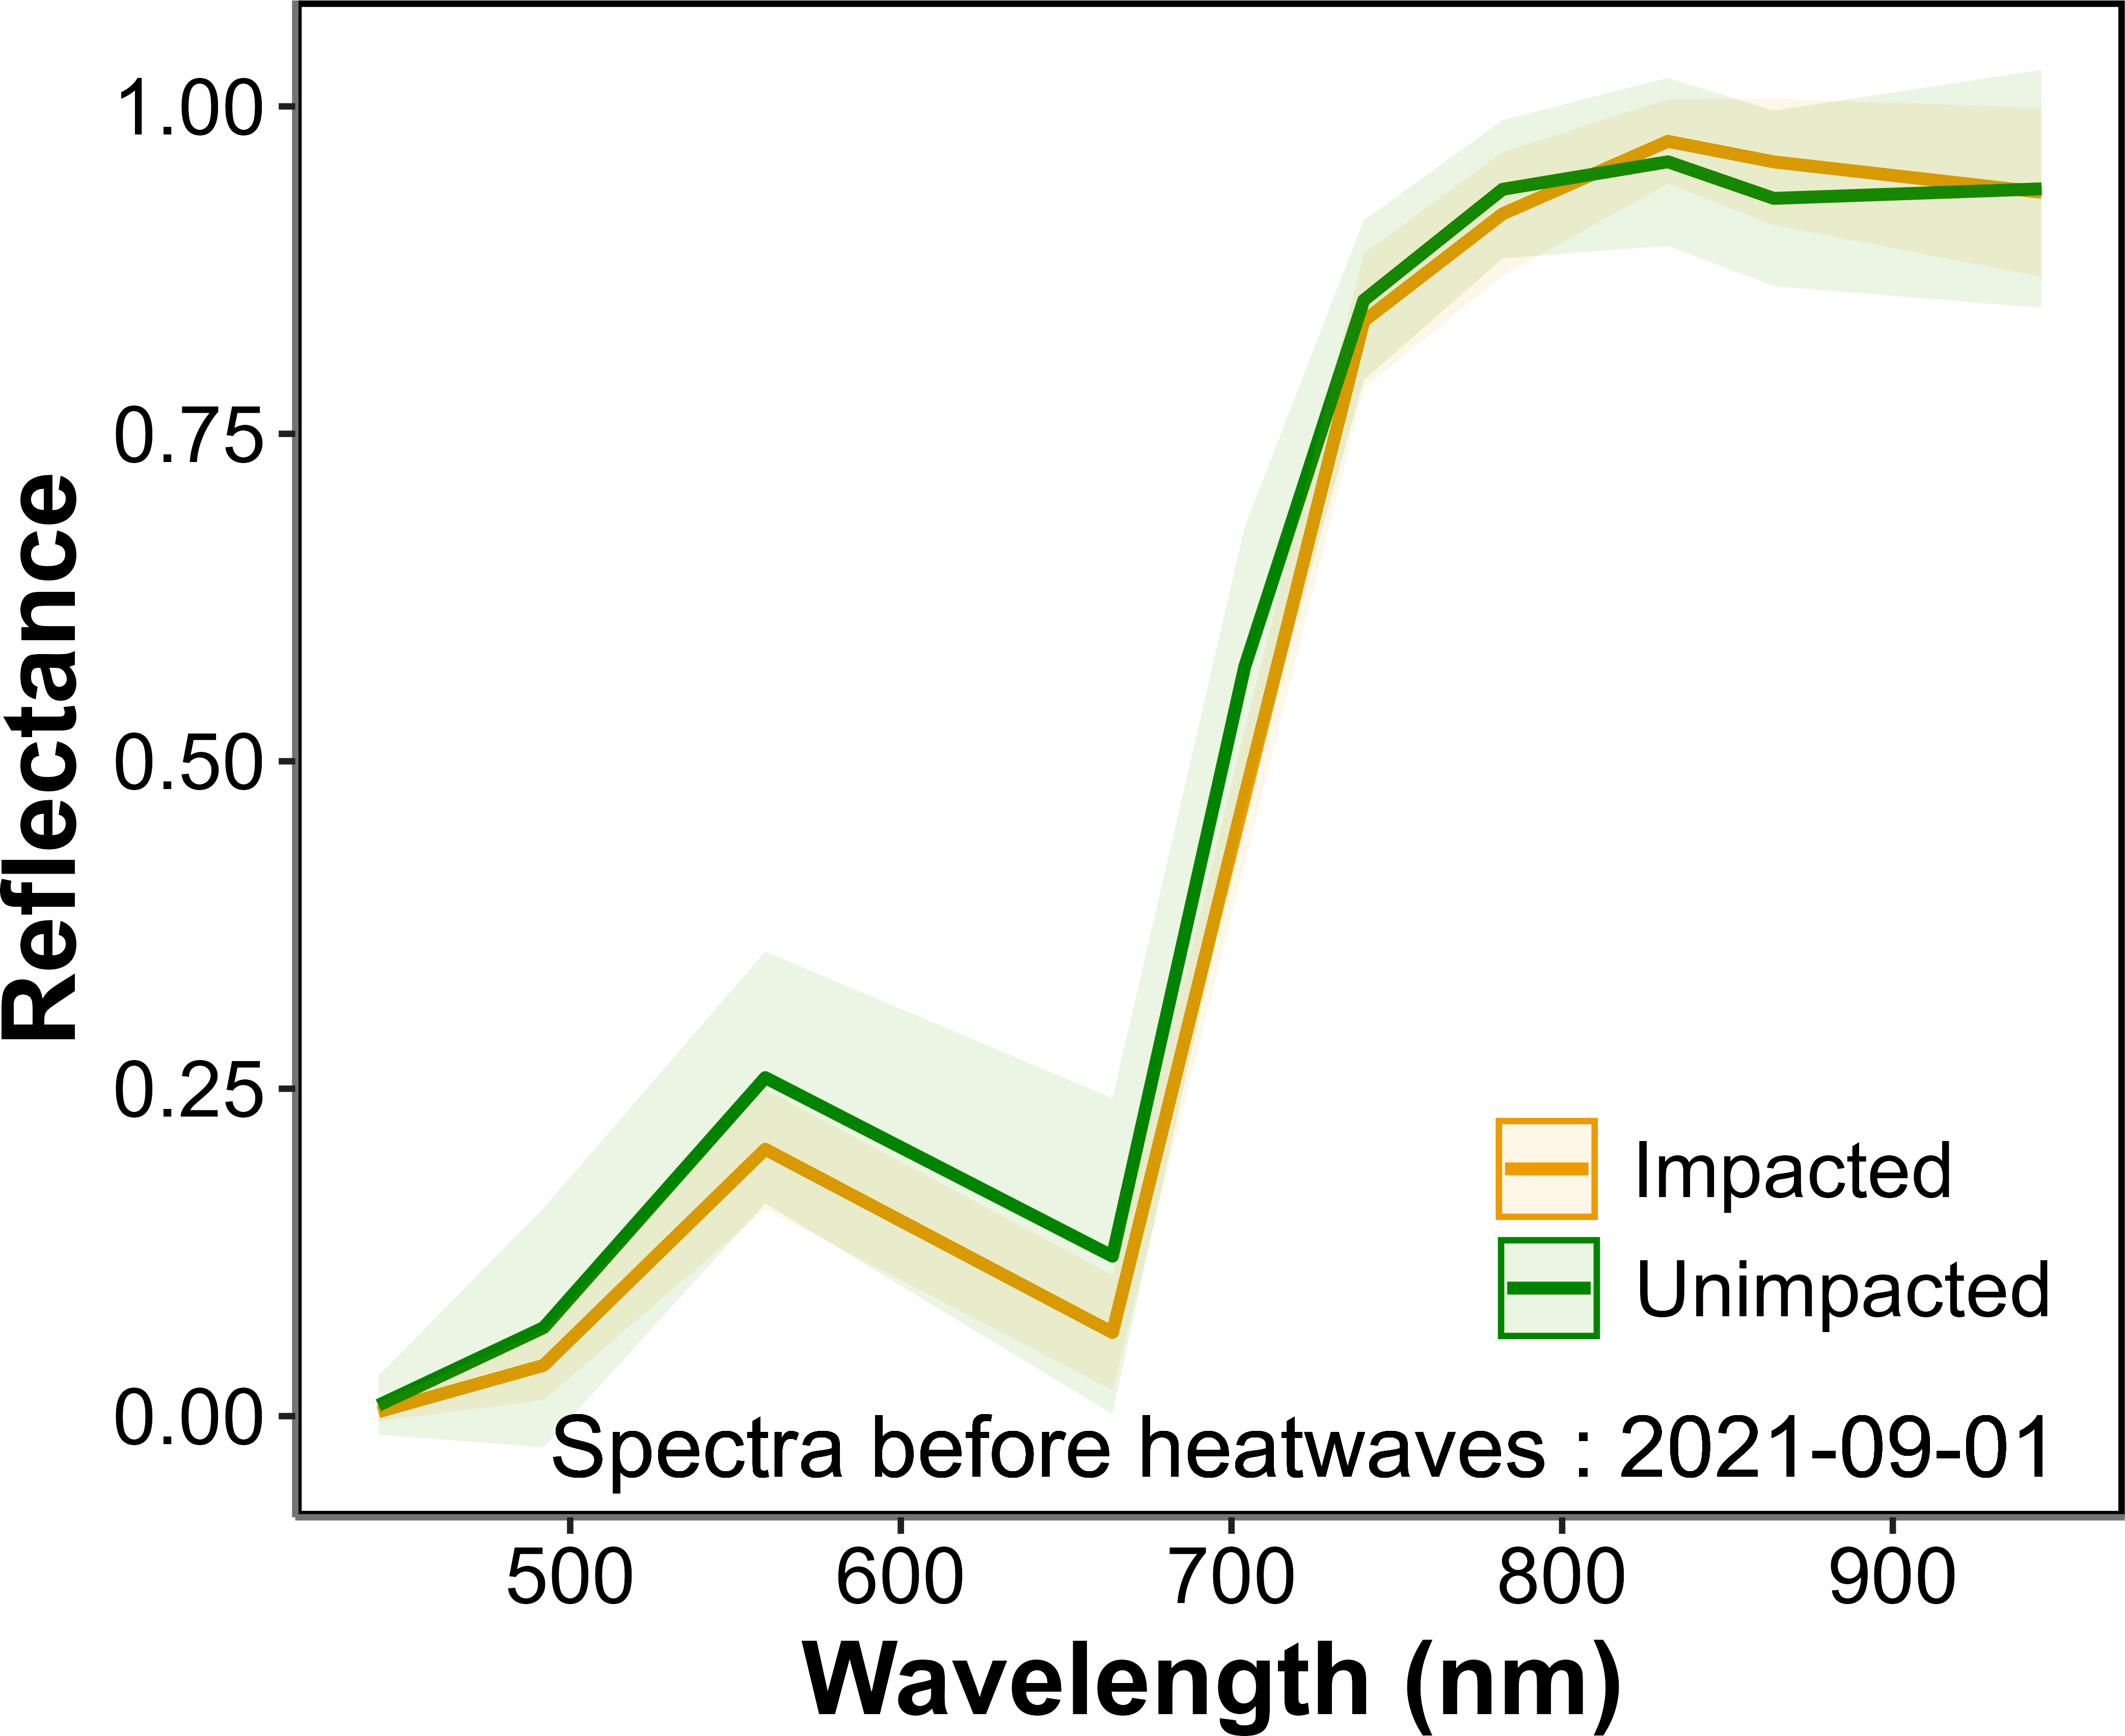 Reflectance
1.00
0.75
0.50
0.25
0.00
Impacted
Unimpacted
Spectra before heatwaves : 2021-09-01
500 600 700 800 900
Wavelength (nm)